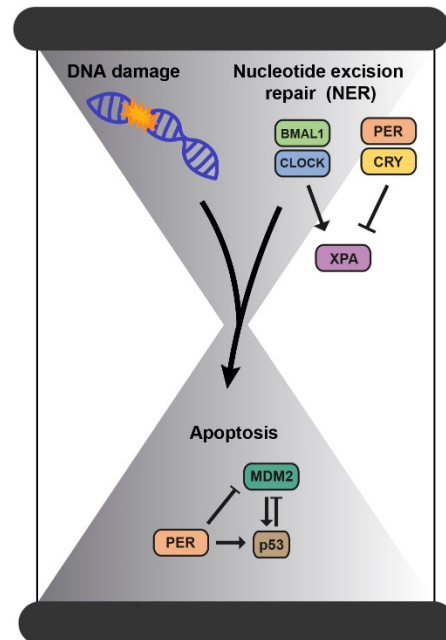 DNA damage
Nucleotide excision
repair (NER)
BMAL1
CLOCK
PER
CRY
XPA
Apoptosis
MDM2
PER
p53